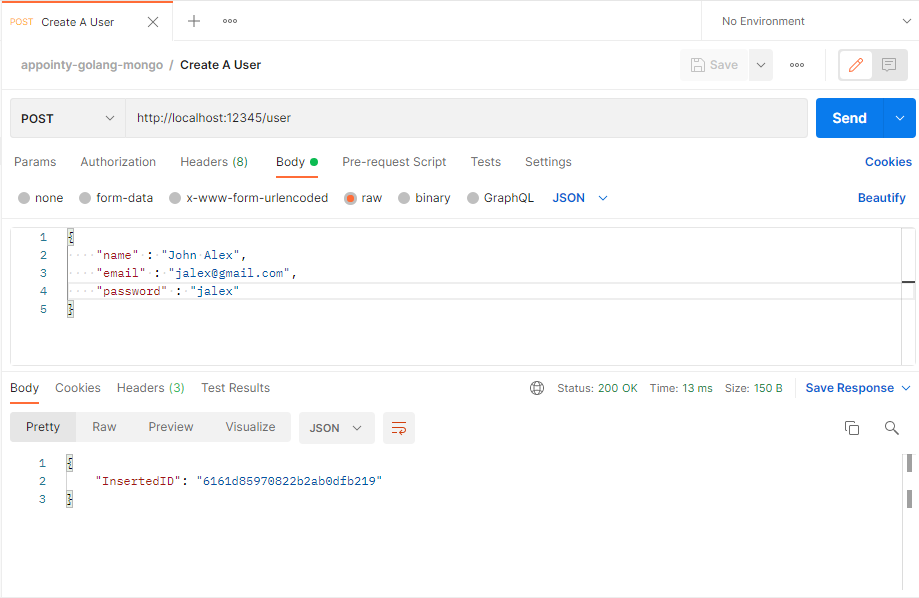 POST Create A User
No Environment
appointy-golang-mongo / Create A User
Save
POST
http://localhost:12345/user
Send
Params Authorization Headers (8) Body Pre-request Script Tests Settings
Cookies
none form-data x-www-form-urlencoded raw binary GraphQL JSON
Beautify
1 {
2 "name" : "John Alex",
3 "email" : "jalex@gmail.com",
4 "password" : "jalex"
5 }
Body Cookies Headers (3) Test Results
Status: 200 OK Time: 13 ms Size: 150 B
Save Response
Pretty Raw Preview Visualize JSON
1 {
2 "InsertedID": "6161d85970822b2ab0dfb219"
3 }